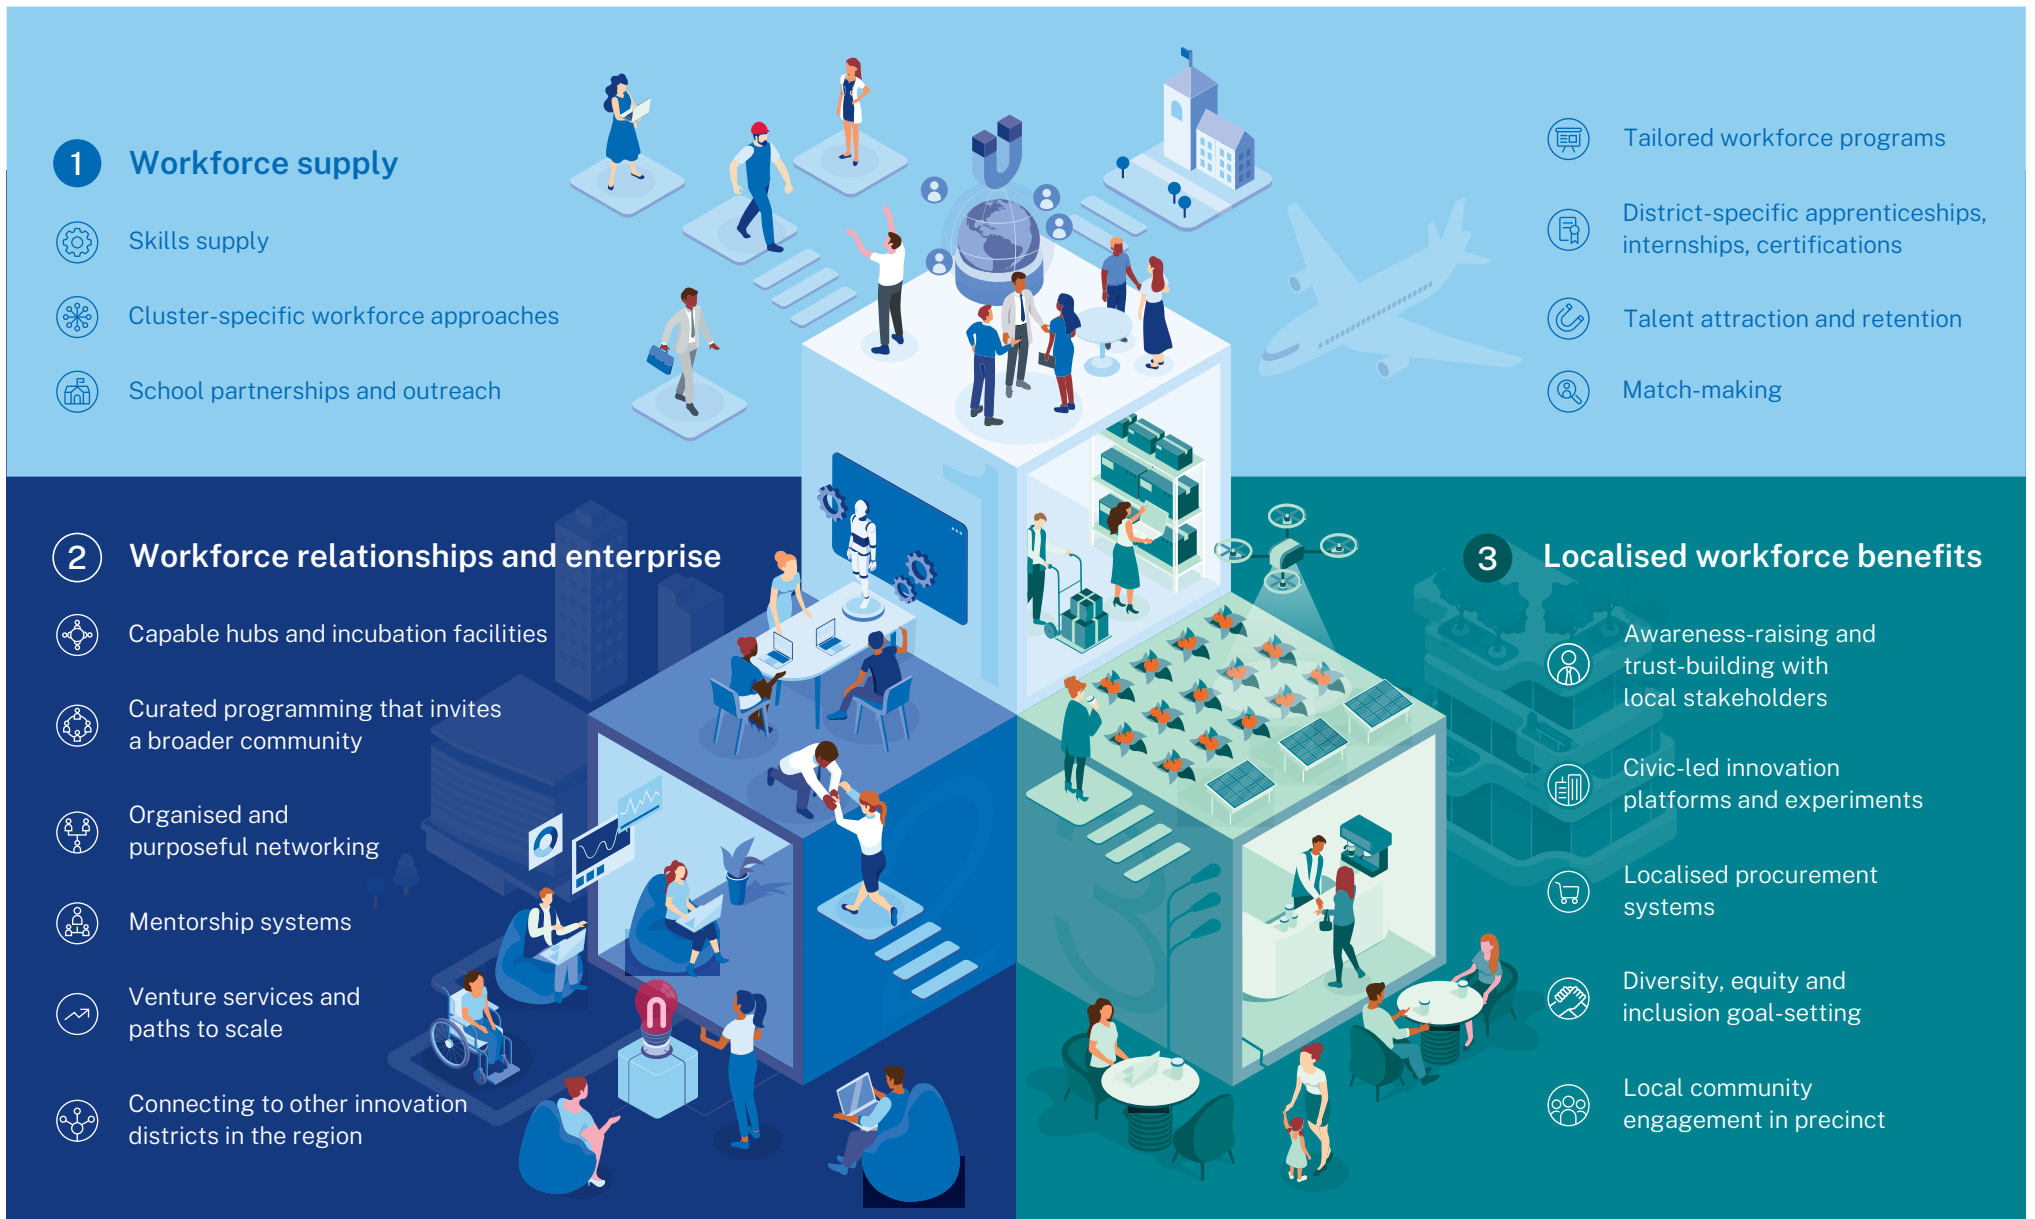 1 Workforce supply
Skills supply
Cluster-specific workforce approaches
School partnerships and outreach
Tailored workforce programs
District-specific apprenticeships,
internships, certifications
Talent attraction and retention
Match-making
1
2 Workforce relationships and enterprise
Capable hubs and incubation facilities
Curated programming that invites
a broader community
Organised and
purposeful networking
Mentorship systems
Venture services and
paths to scale
Connecting to other innovation
districts in the region
2
3 Localised workforce benefits
Awareness-raising and
trust-building with
local stakeholders
Civic-led innovation
platforms and experiments
Localised procurement
systems
Diversity, equity and
inclusion goal-setting
Local community
engagement in precinct
3